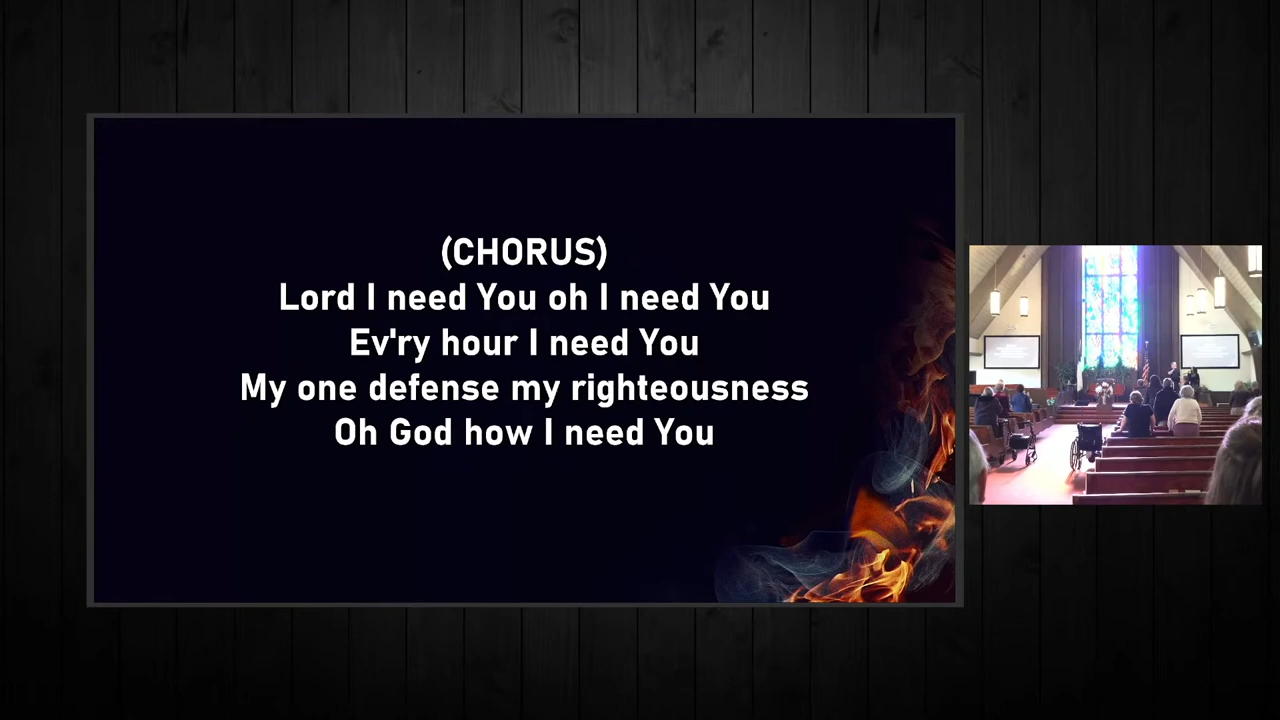 (CHORUS)
Lord I need You oh I need You
Ev'ry hour I need You
My one defense my righteousness
Oh God how I need You